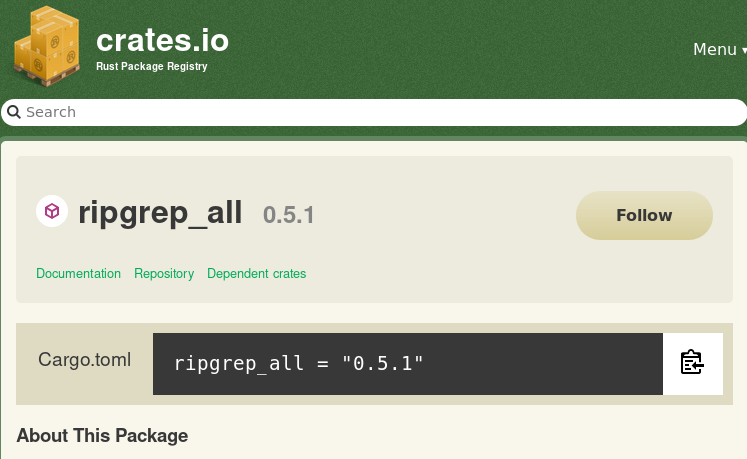 crates.io
Rust Package Registry
Menu
Search
ripgrep_all 0.5.1
Follow
Documentation Repository Dependent crates
Cargo.toml
ripgrep_all = "0.5.1"
About This Package